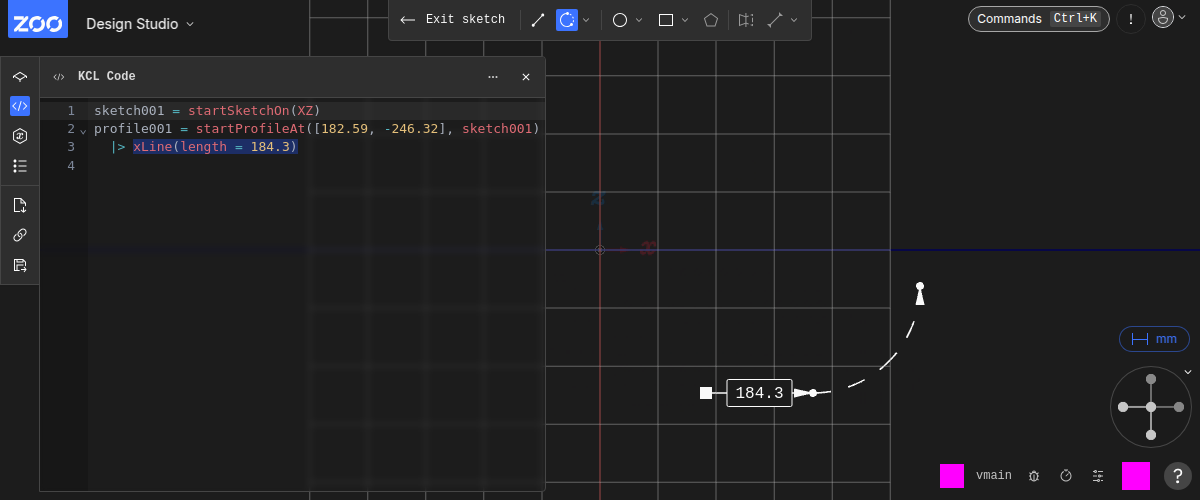 ZOO
Design Studio
Exit sketch
Commands Ctrl+K
!
KCL Code
1 sketch001 = startSketchOn(XZ)
2 profile001 = startProfileAt([182.59, -246.32], sketch001)
3 |> xLine(length = 184.3)
4
z
x
184.3
mm
vmain
?